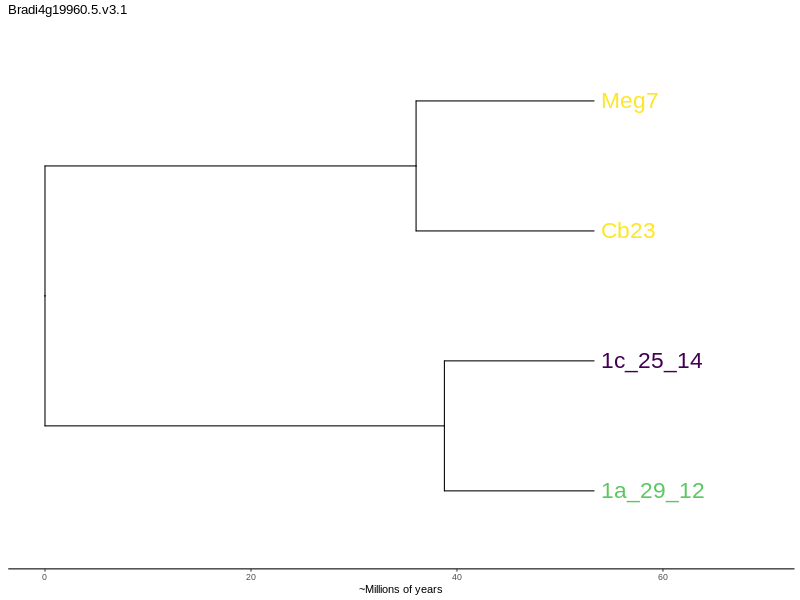 Bradi4g19960.5.v3.1
Meg7
Cb23
1c_25_14
1a_29_12
0 20 40 60
~Millions of years